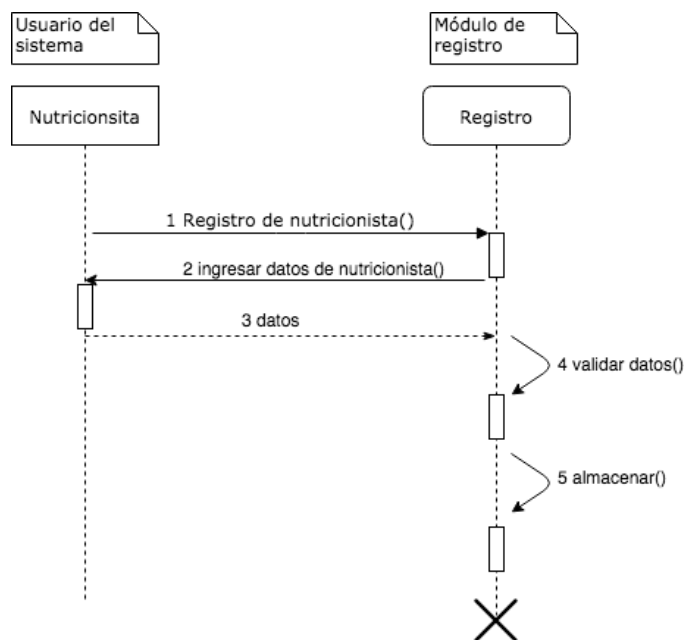 Usuario del
sistema
Módulo de
registro
Nutricionsita
Registro
1 Registro de nutricionista()
2 ingresar datos de nutricionista()
3 datos
4 validar datos()
5 almacenar()